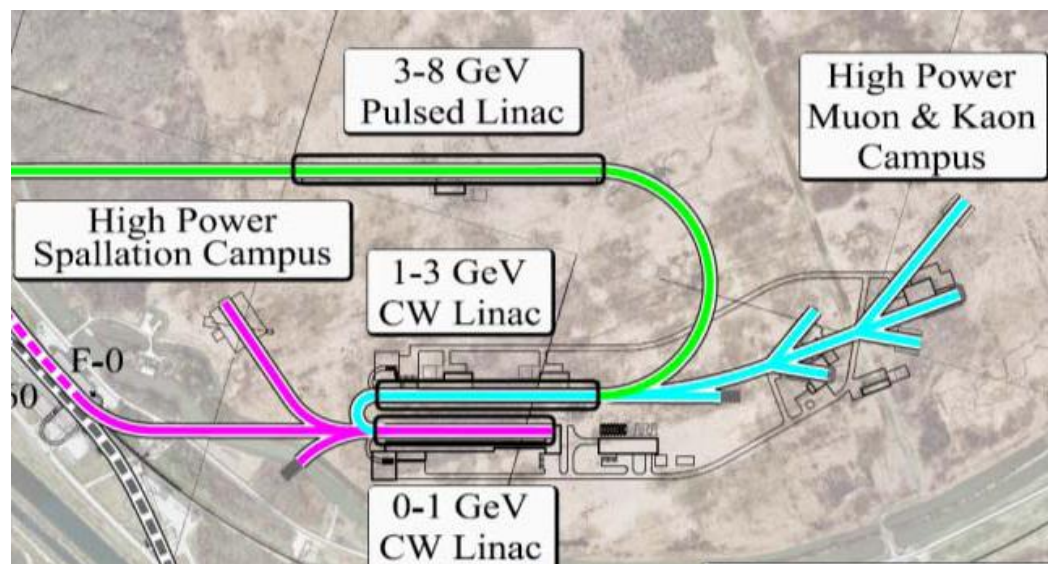 3-8 GeV
Pulsed Linac
High Power
Muon & Kaon
Campus
High Power
Spallation Campus
1-3 GeV
CW Linac
F-0
0-1 GeV
CW Linac